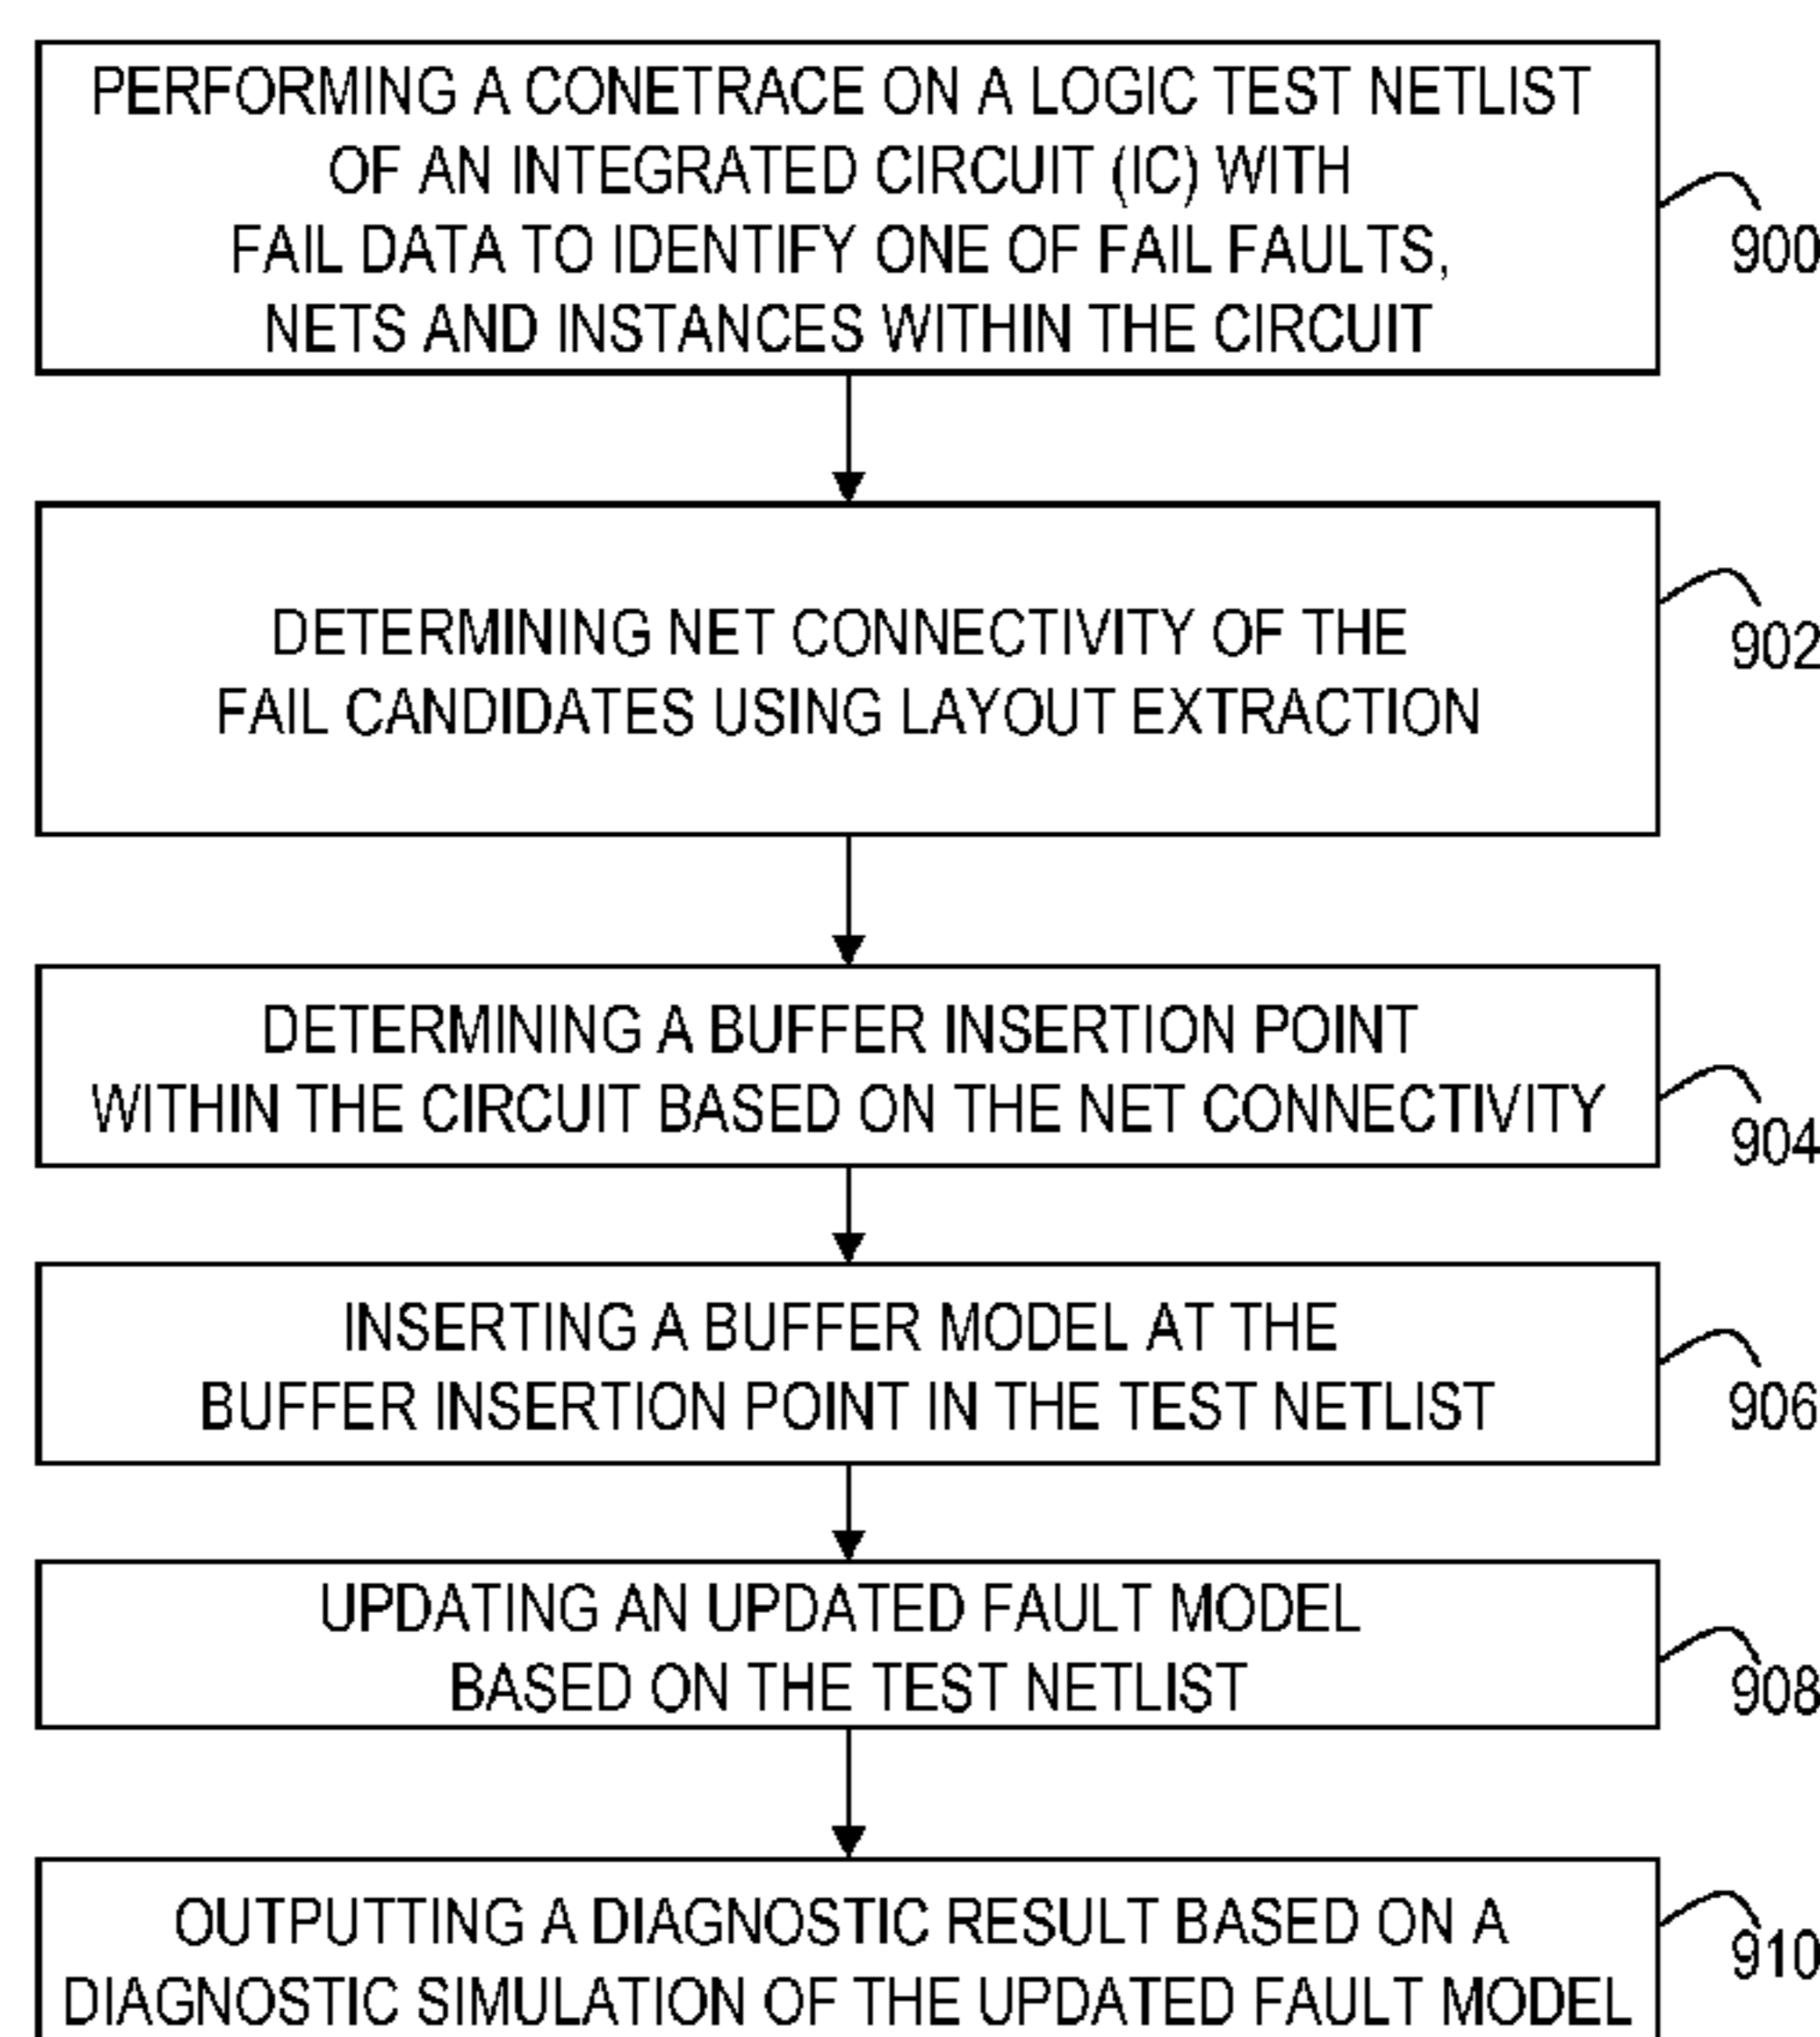 PERFORMING A CONETRACE ON A LOGIC TEST NETLIST
OF AN INTEGRATED CIRCUIT (IC) WITH
FAIL DATA TO IDENTIFY ONE OF FAIL FAULTS,
NETS AND INSTANCES WITHIN THE CIRCUIT
900
DETERMINING NET CONNECTIVITY OF THE
FAIL CANDIDATES USING LAYOUT EXTRACTION
902
DETERMINING A BUFFER INSERTION POINT
WITHIN THE CIRCUIT BASED ON THE NET CONNECTIVITY
904
INSERTING A BUFFER MODEL AT THE
BUFFER INSERTION POINT IN THE TEST NETLIST
906
UPDATING AN UPDATED FAULT MODEL
BASED ON THE TEST NETLIST
908
OUTPUTTING A DIAGNOSTIC RESULT BASED ON A
DIAGNOSTIC SIMULATION OF THE UPDATED FAULT MODEL
910